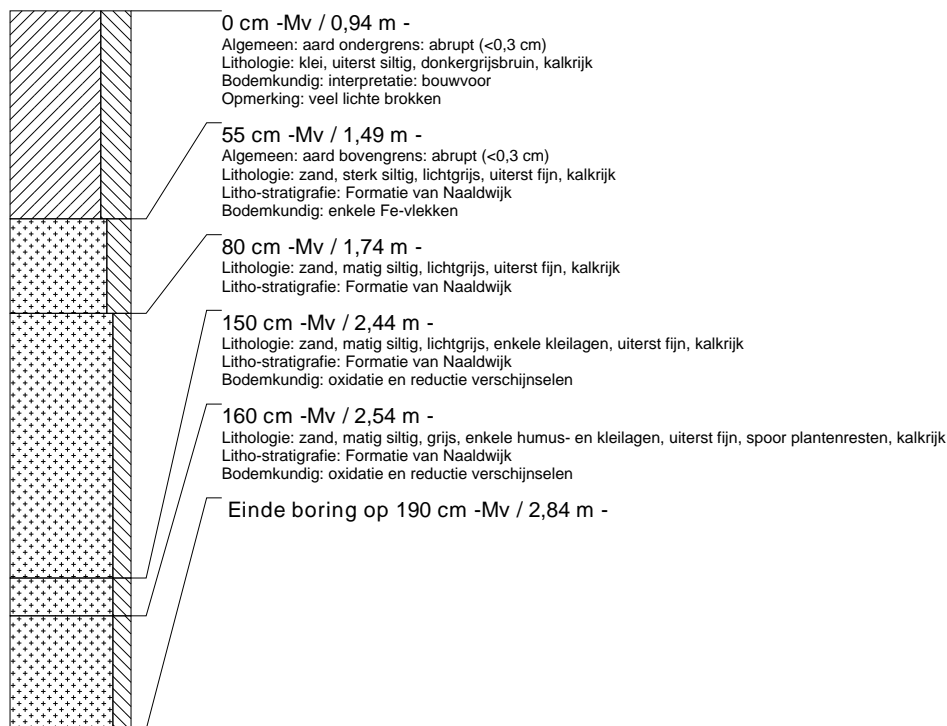 0 cm -Mv / 0,94 m -
Algemeen: aard ondergrens: abrupt (<0,3 cm)
Lithologie: klei, uiterst siltig, donkergrijsbruin, kalkrijk
Bodemkundig: interpretatie: bouwvoor
Opmerking: veel lichte brokken
55 cm -Mv / 1,49 m -
Algemeen: aard bovengrens: abrupt (<0,3 cm)
Lithologie: zand, sterk siltig, lichtgrijs, uiterst fijn, kalkrijk
Litho-stratigrafie: Formatie van Naaldwijk
Bodemkundig: enkele Fe-vlekken
80 cm -Mv / 1,74 m -
Lithologie: zand, matig siltig, lichtgrijs, uiterst fijn, kalkrijk
Litho-stratigrafie: Formatie van Naaldwijk
150 cm -Mv / 2,44 m -
Lithologie: zand, matig siltig, lichtgrijs, enkele kleilagen, uiterst fijn, kalkrijk
Litho-stratigrafie: Formatie van Naaldwijk
Bodemkundig: oxidatie en reductie verschijnselen
160 cm -Mv / 2,54 m -
Lithologie: zand, matig siltig, grijs, enkele humus- en kleilagen, uiterst fijn, spoor plantenresten, kalkrijk
Litho-stratigrafie: Formatie van Naaldwijk
Bodemkundig: oxidatie en reductie verschijnselen
Einde boring op 190 cm -Mv / 2,84 m -